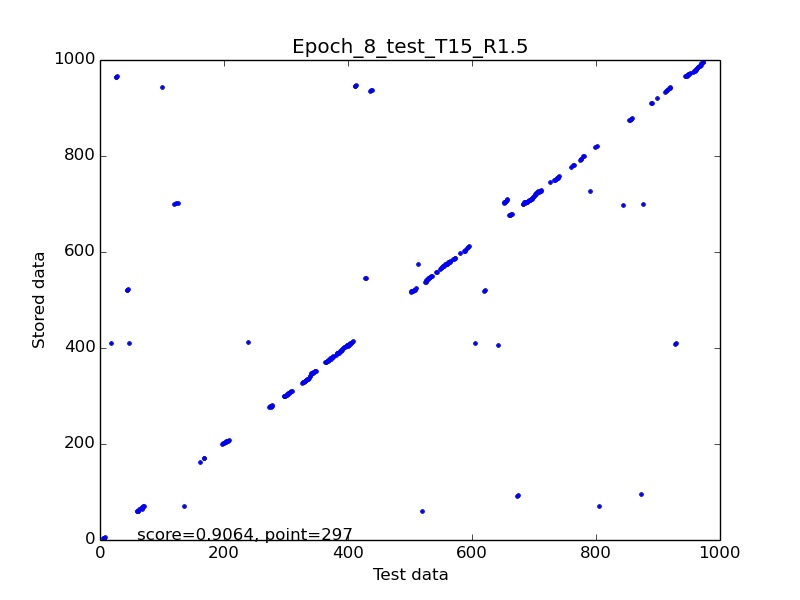 Epoch_8_test_T15_R1.5
1000
800
600
400
200
0
Stored data
score=0.9064, point=297
0 200 400 600 800 1000
Test data